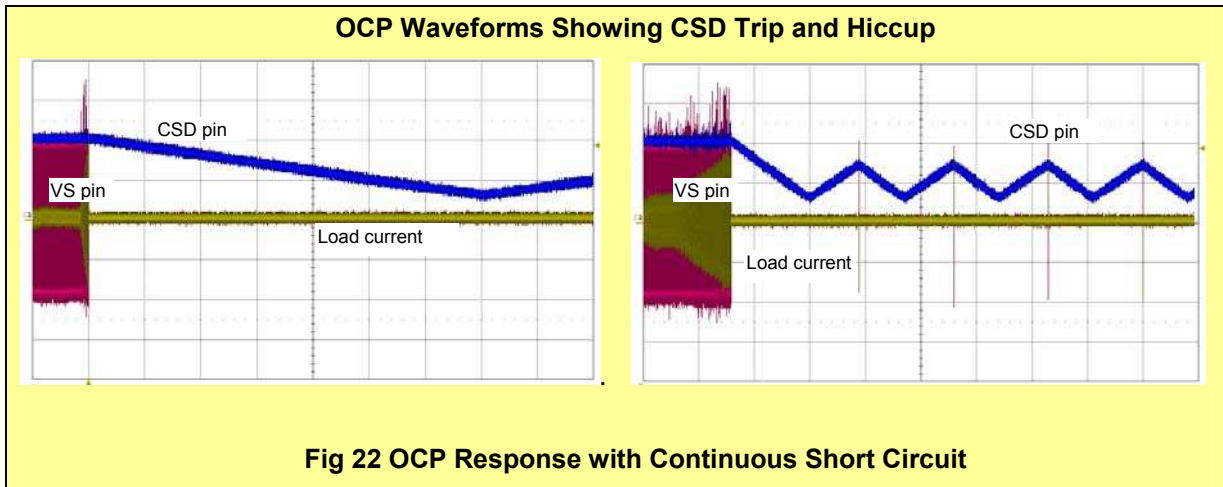 OCP Waveforms Showing CSD Trip and Hiccup
CSD pin
VS pin
Load current
CSD pin
VS pin
Load current
Fig 22 OCP Response with Continuous Short Circuit